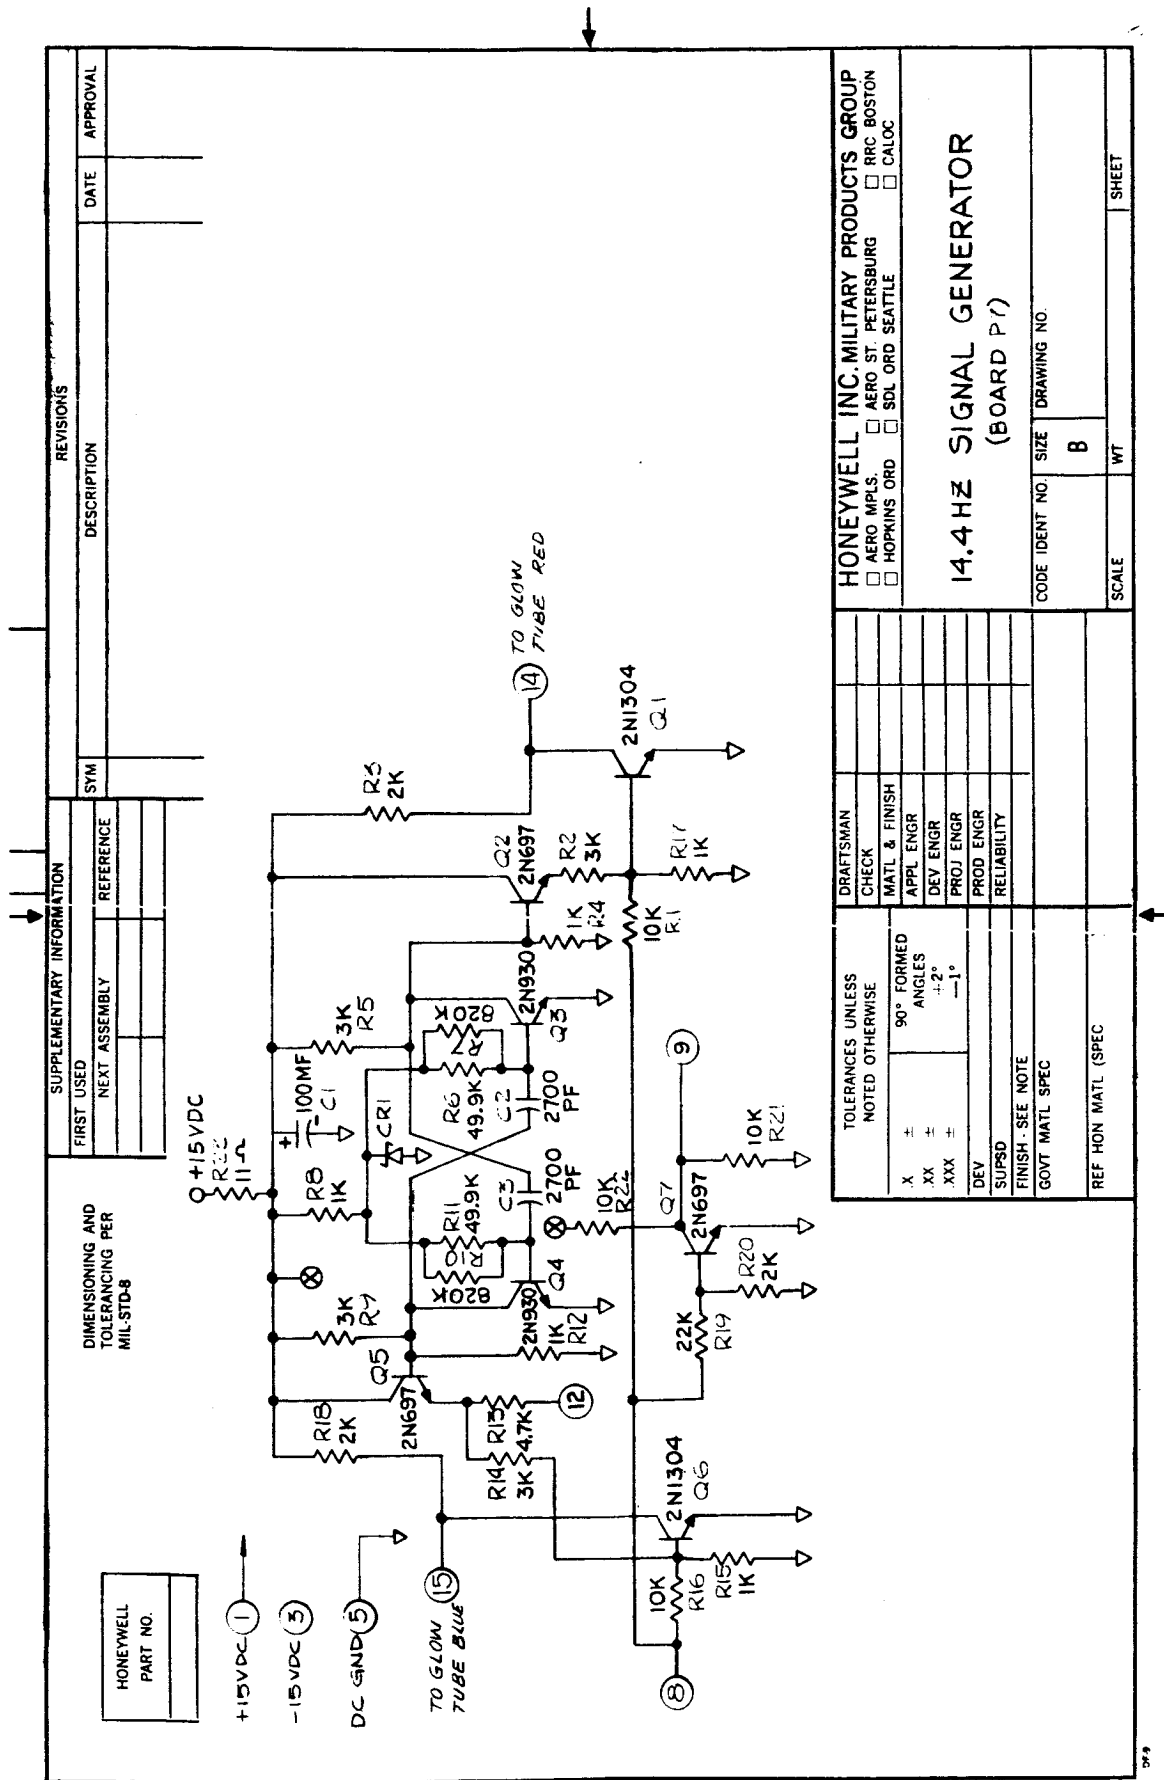 SUPPLEMENTARY INFORMATION
FIRST USED
NEXT ASSEMBLY
REFERENCE
REVISIONS
SYM
DESCRIPTION
DATE
APPROVAL
HONEYWELL
PART NO.
DIMENSIONING AND
TOLERANCING PER
MIL-STD-8
+15VDC 1
-15VDC 3
DC GND 5
TO GLOW 15
TUBE BLUE
+15VDC
11Ω
R18
2K
3K
R8
1K
+
-
100MF
C1
3K
R5
R3
2K
CR1
Q5
2N697
R14
3K
R13
4.7K
12
2N930
1K
R12
Q4
820K
R10
R11
49.9K
C3
2700
PF
R6
49.9K
C2
2700
PF
820K
R7
2N930
Q3
1K
R4
Q2
2N697
R2
3K
14
TO GLOW
TUBE RED
2N1304
Q1
10K
R1
R17
1K
8
10K
R16
R15
1K
2N1304
Q6
22K
R19
R20
2K
2N697
Q7
10K
9
10K
R21
TOLERANCES UNLESS
NOTED OTHERWISE
.X ±
.XX ±
.XXX ±
90° FORMED
ANGLES
+2°
-1°
DEV
SUPSD
FINISH - SEE NOTE
GOVT MATL SPEC
REF HON MATL (SPEC
DRAFTSMAN
CHECK
MATL & FINISH
APPL ENGR
DEV ENGR
PROJ ENGR
PROD ENGR
RELIABILITY
HONEYWELL INC. MILITARY PRODUCTS GROUP
AERO MPLS. AERO ST. PETERSBURG RRC BOSTON
HOPKINS ORD SDL ORD SEATTLE CALOC
14.4 HZ SIGNAL GENERATOR
CODE IDENT NO.
SIZE
B
DRAWING NO.
SCALE
WT
SHEET